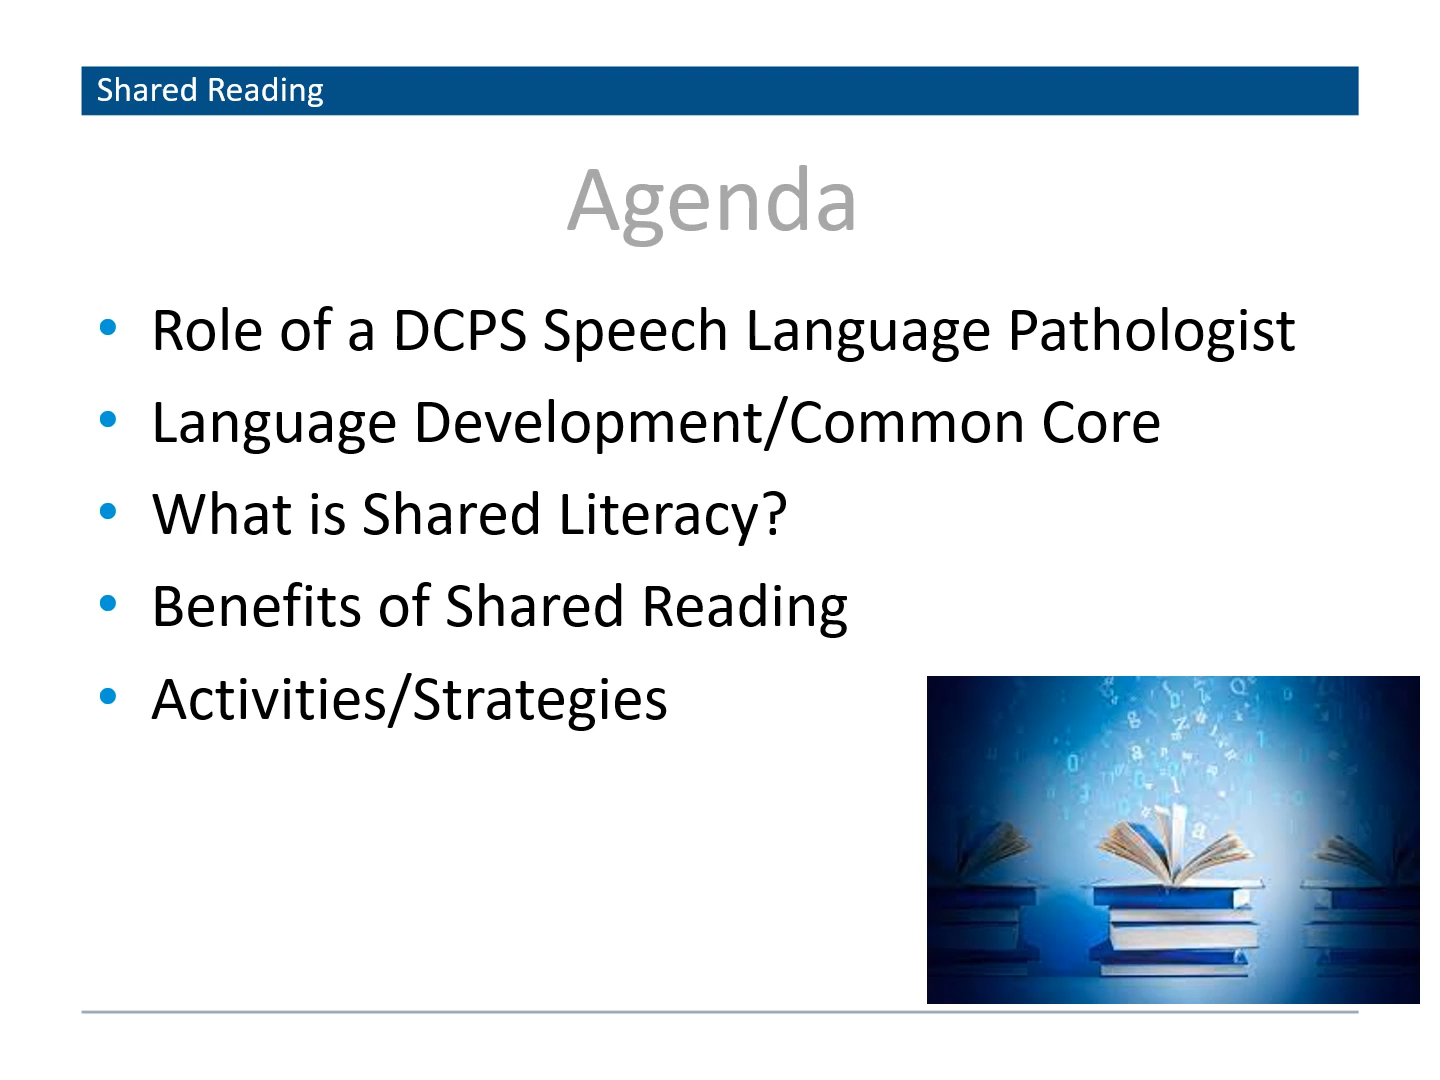 Shared Reading
Agenda
• Role of a DCPS Speech Language Pathologist
• Language Development/Common Core
• What is Shared Literacy?
• Benefits of Shared Reading
• Activities/Strategies